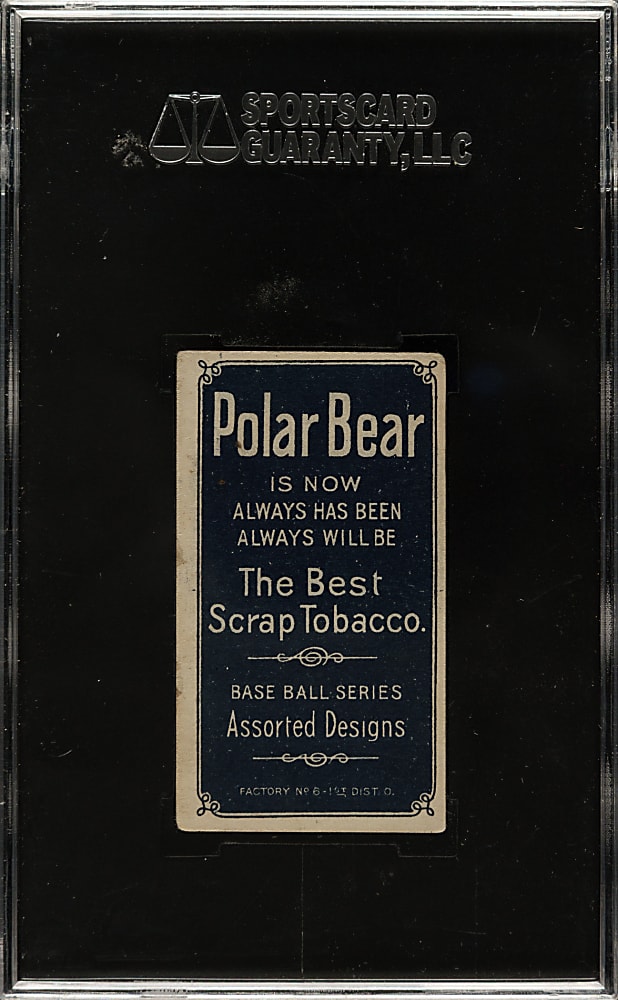 SPORTSCARD
GUARANTY, LLC
Polar Bear
IS NOW
ALWAYS HAS BEEN
ALWAYS WILL BE
The Best
Scrap Tobacco.
BASE BALL SERIES
Assorted Designs
FACTORY Nº 6 - 1ST DIST. O.